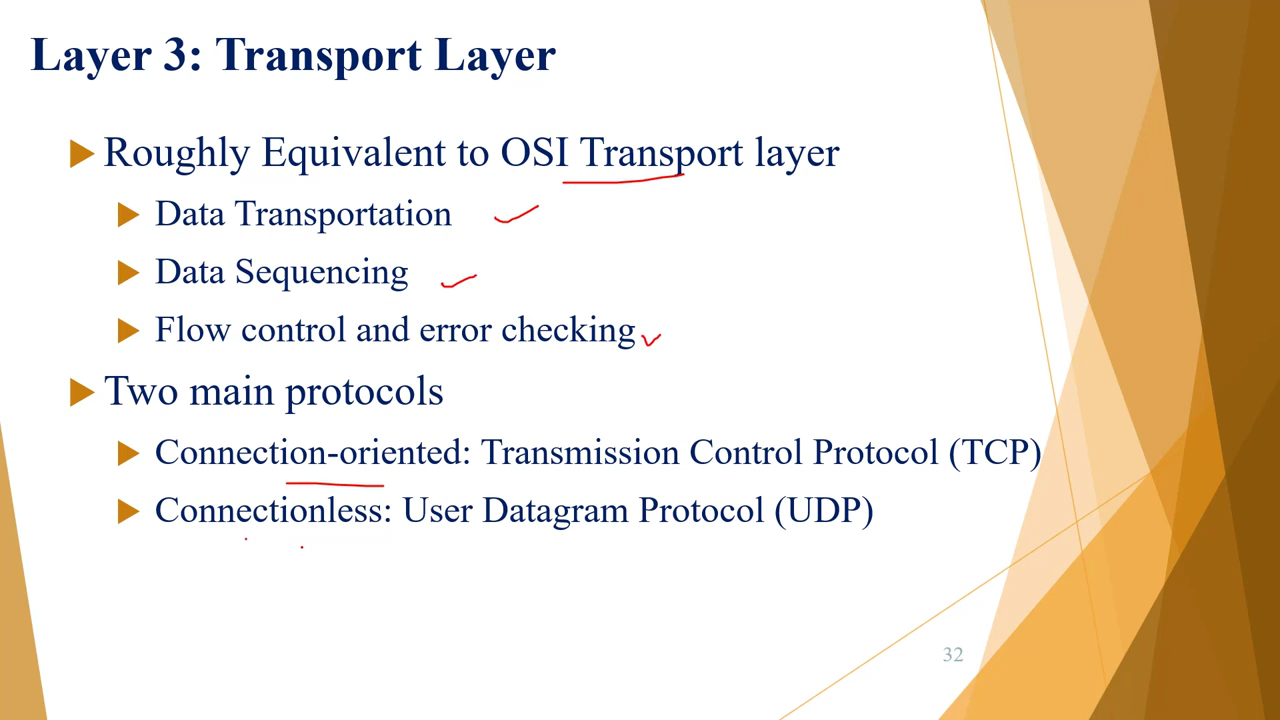 Layer 3: Transport Layer
Roughly Equivalent to OSI Transport layer
Data Transportation
Data Sequencing
Flow control and error checking
Two main protocols
Connection-oriented: Transmission Control Protocol (TCP)
Connectionless: User Datagram Protocol (UDP)
32